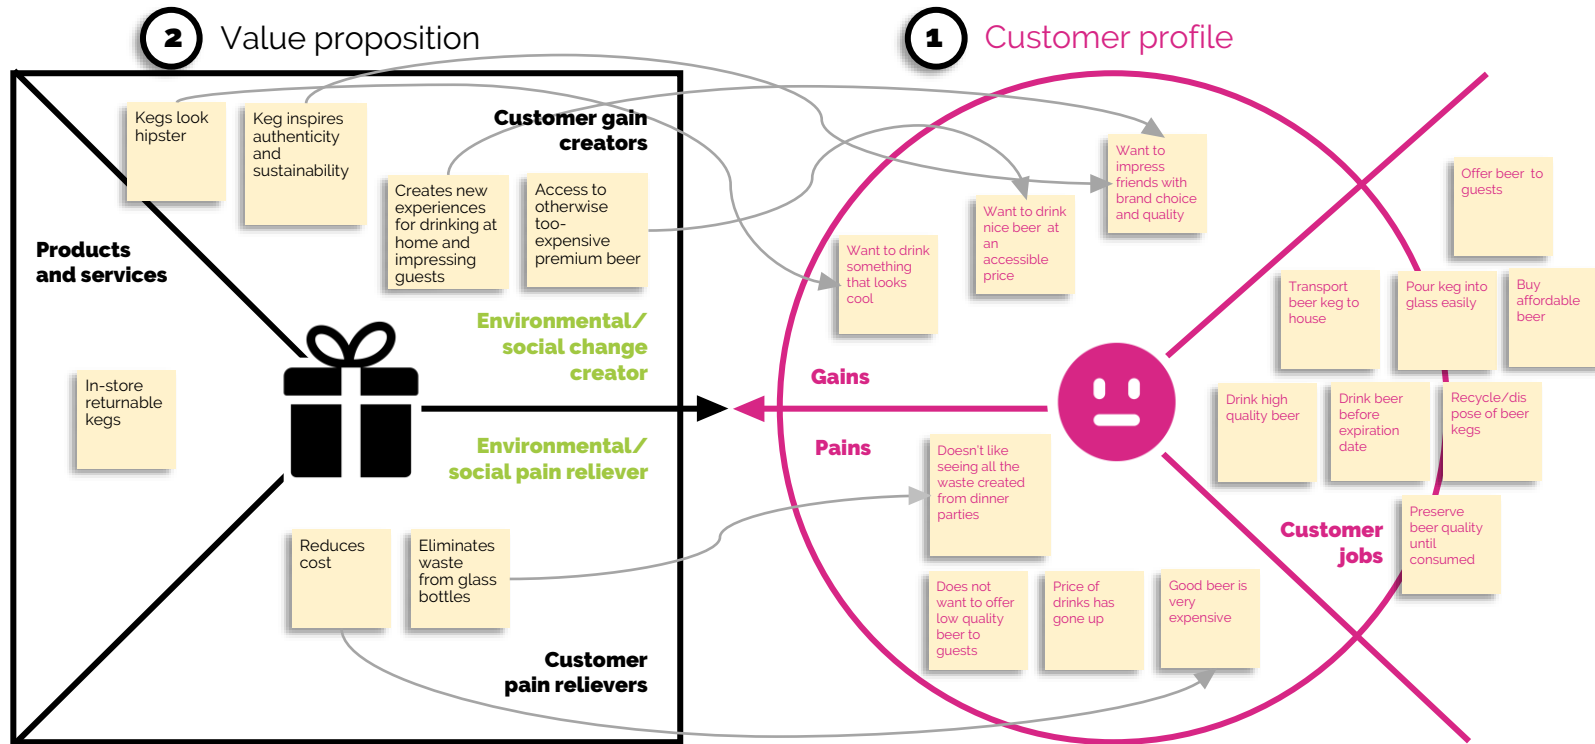 2 Value proposition
Kegs look
hipster
Keg inspires
authenticity
and
sustainability
Customer gain
creators
Creates new
experiences
for drinking at
home and
impressing
guests
Access to
otherwise
too-
expensive
premium beer
Products
and services
Environmental/
social change
creator
In-store
returnable
kegs
Environmental/
social pain reliever
Reduces
cost
Eliminates
waste
from glass
bottles
Customer
pain relievers
1 Customer profile
Want to
impress
friends with
brand choice
and quality
Want to drink
nice beer at
an
accessible
price
Want to drink
something
that looks
cool
Gains
Pains
Doesn't like
seeing all the
waste created
from dinner
parties
Does not
want to offer
low quality
beer to
guests
Price of
drinks has
gone up
Good beer is
very
expensive
Offer beer to
guests
Transport
beer keg to
house
Pour keg into
glass easily
Buy
affordable
beer
Drink high
quality beer
Drink beer
before
expiration
date
Recycle/dis
pose of beer
kegs
Customer
jobs
Preserve
beer quality
until
consumed